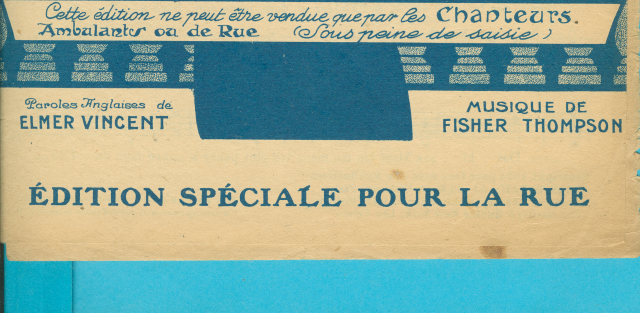 Cette édition ne peut être vendue que par les Chanteurs.
Ambulants ou de Rue (Sous peine de saisie)
Paroles Anglaises de
ELMER VINCENT
MUSIQUE DE
FISHER THOMPSON
ÉDITION SPÉCIALE POUR LA RUE